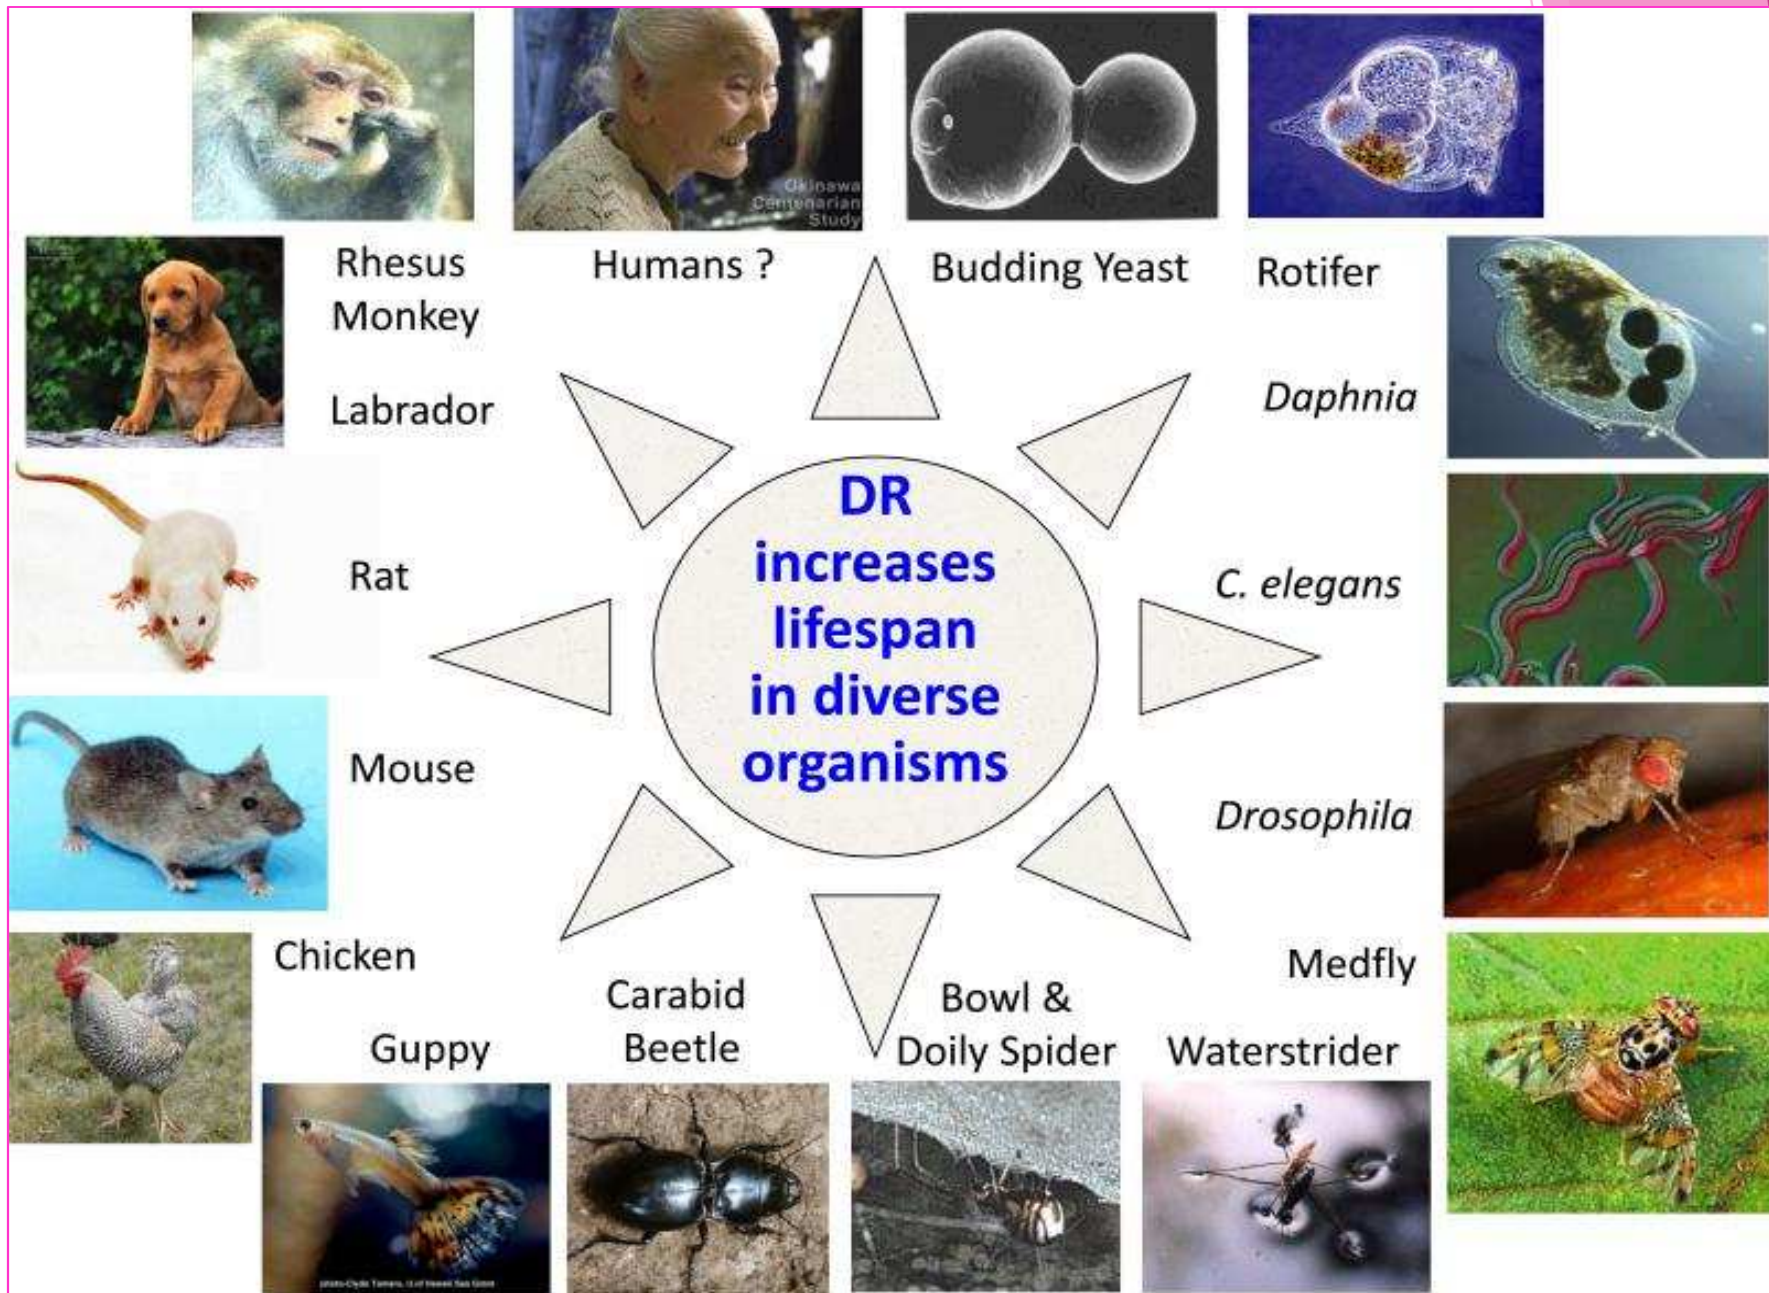 Okinawa
Centenarian
Study
Rhesus
Monkey
Humans ?
Budding Yeast
Rotifer
Labrador
Daphnia
Rat
DR
increases
lifespan
in diverse
organisms
C. elegans
Mouse
Drosophila
Chicken
Medfly
Guppy
Carabid
Beetle
Bowl &
Doily Spider
Waterstrider